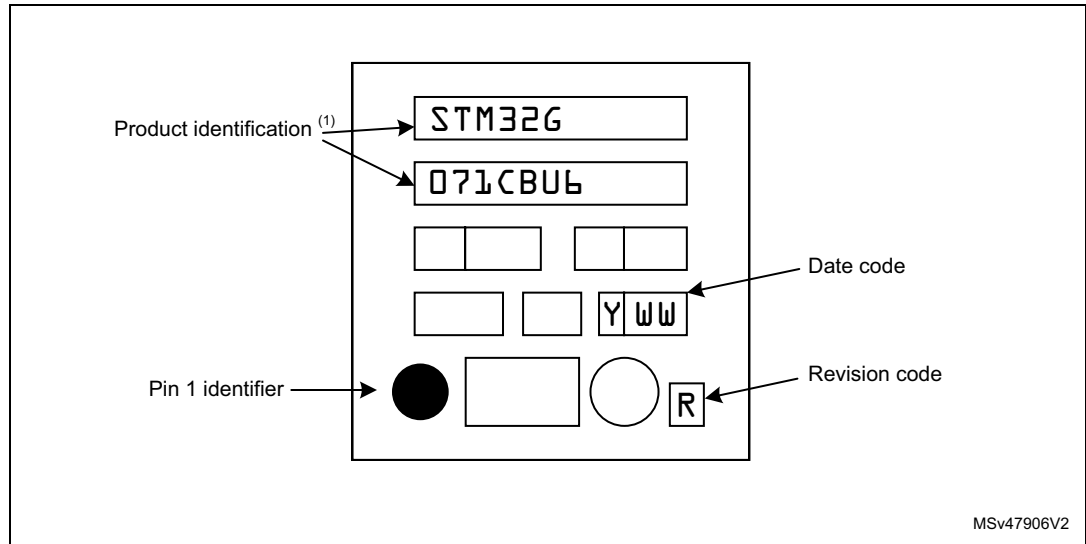 STM32G
Product identification (1)
071CBU6
Date code
Y WW
Pin 1 identifier
Revision code
R
MSv47906V2